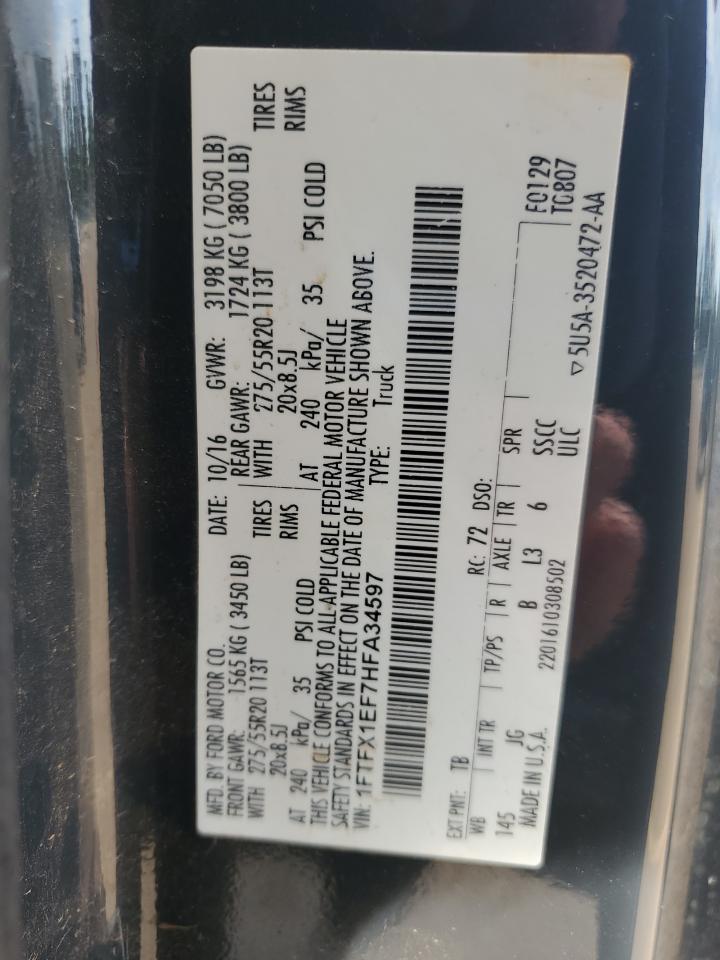 MFD. BY FORD MOTOR CO. DATE: 10/16 GVWR: 3198 KG ( 7050 LB)
FRONT GAWR: 1565 KG ( 3450 LB) REAR GAWR: 1724 KG ( 3800 LB)
WITH 275/55R20 113T TIRES WITH 275/55R20 113T TIRES
20x8.5J RIMS 20x8.5J RIMS
AT 240 kPa/ 35 PSI COLD AT 240 kPa/ 35 PSI COLD
THIS VEHICLE CONFORMS TO ALL APPLICABLE FEDERAL MOTOR VEHICLE
SAFETY STANDARDS IN EFFECT ON THE DATE OF MANUFACTURE SHOWN ABOVE.
VIN: 1FTFX1EF7HFA34597 TYPE: Truck
EXT PNT: TB RC: 72 DSO:
WB INT TR TP/PS R AXLE TR SPR F0129
145 JG B L3 6 SSCC TG807
MADE IN U.S.A. ULC
2201610308502 ▽5U5A-3520472-AA